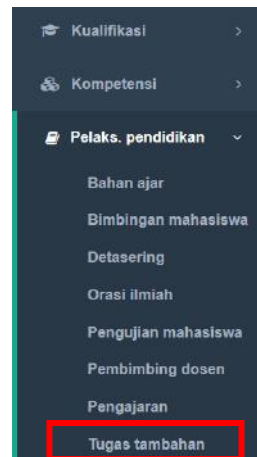 Kualifikasi
Kompetensi
Pelaks. pendidikan
Bahan ajar
Bimbingan mahasiswa
Detasering
Orasi ilmiah
Pengujian mahasiswa
Pembimbing dosen
Pengajaran
Tugas tambahan